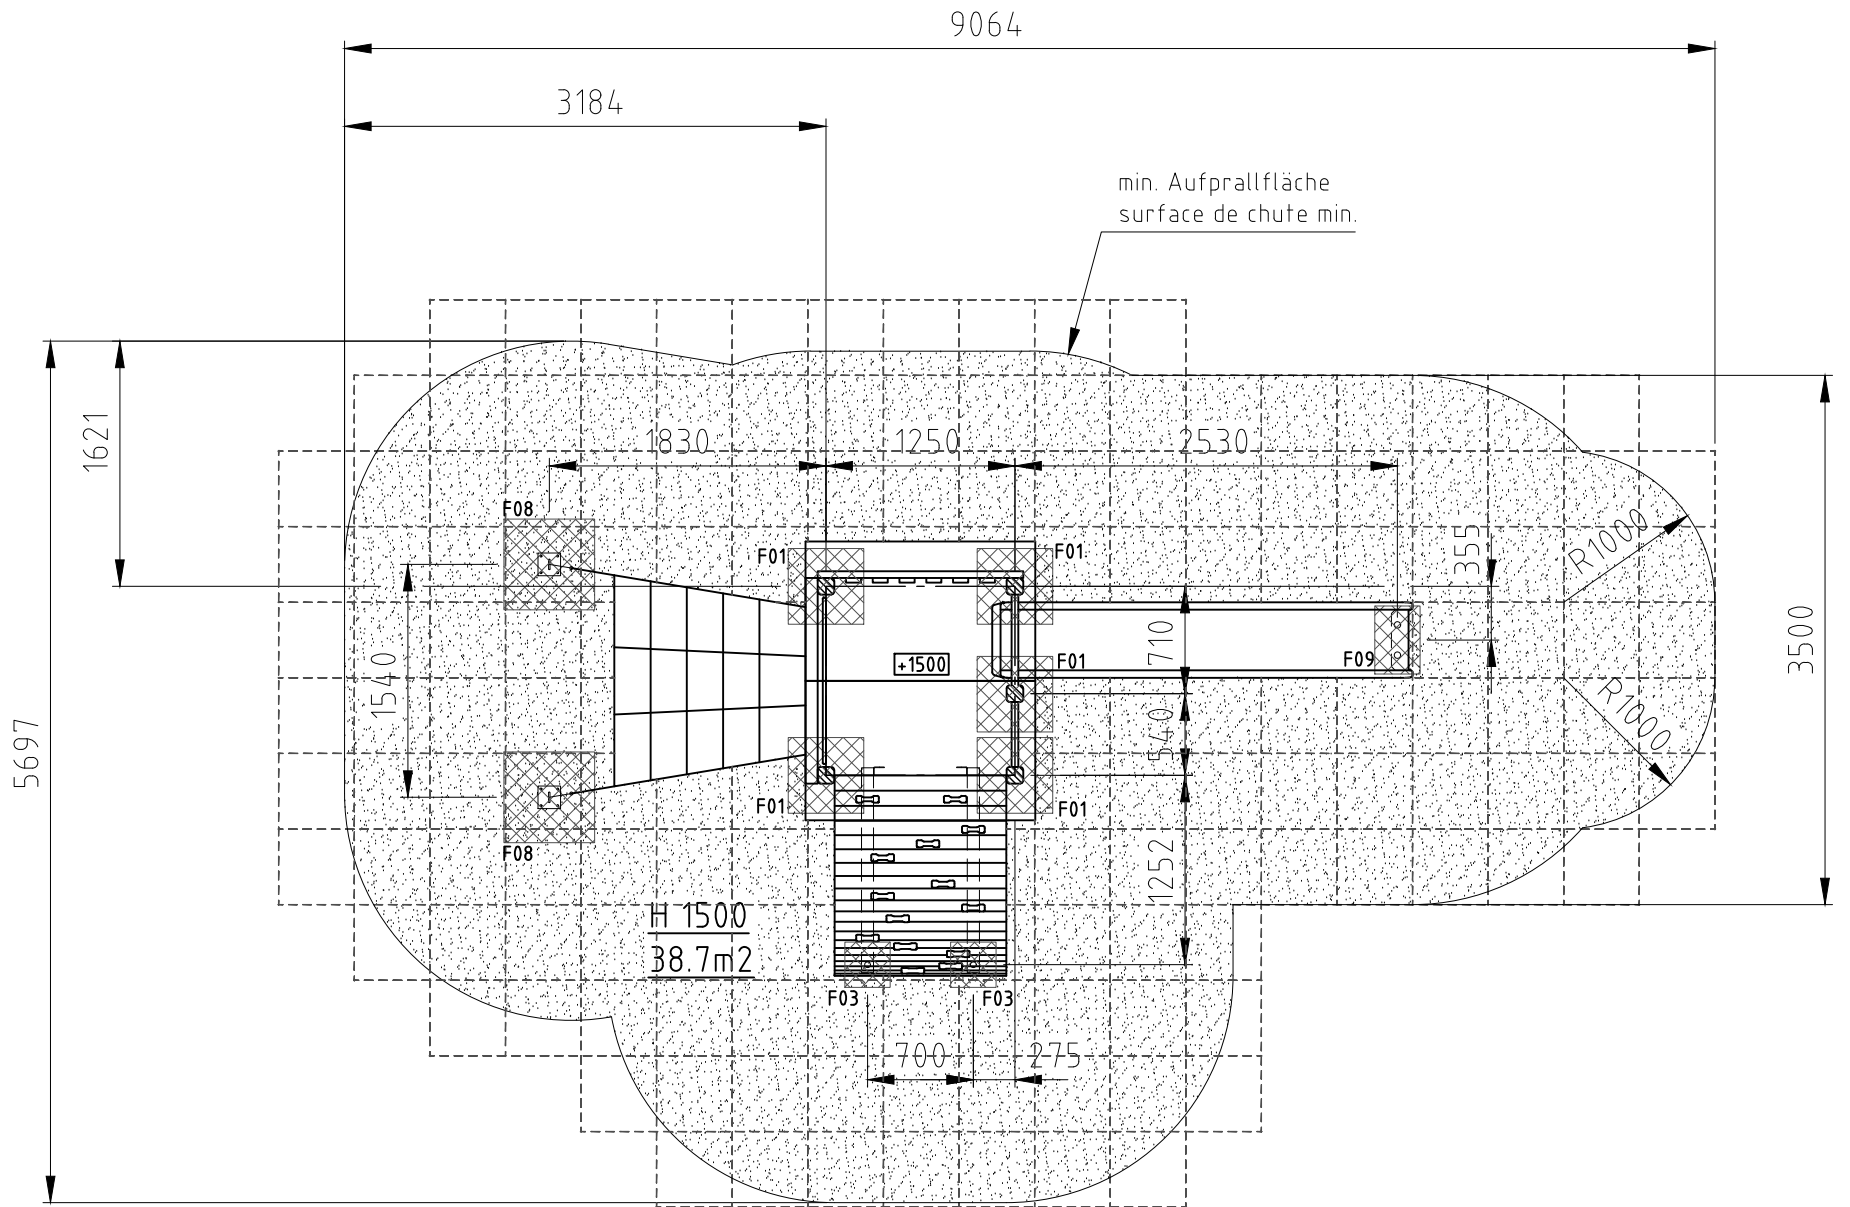 9064
3184
min. Aufprallfläche
surface de chute min.
1621
1830
1250
2530
F08
F01
F01
R1000
355
1540
+1500
710
F01
F09
3500
5697
R1000
540
F01
F01
F08
1252
H 1500
38.7m2
F03
F03
700
275